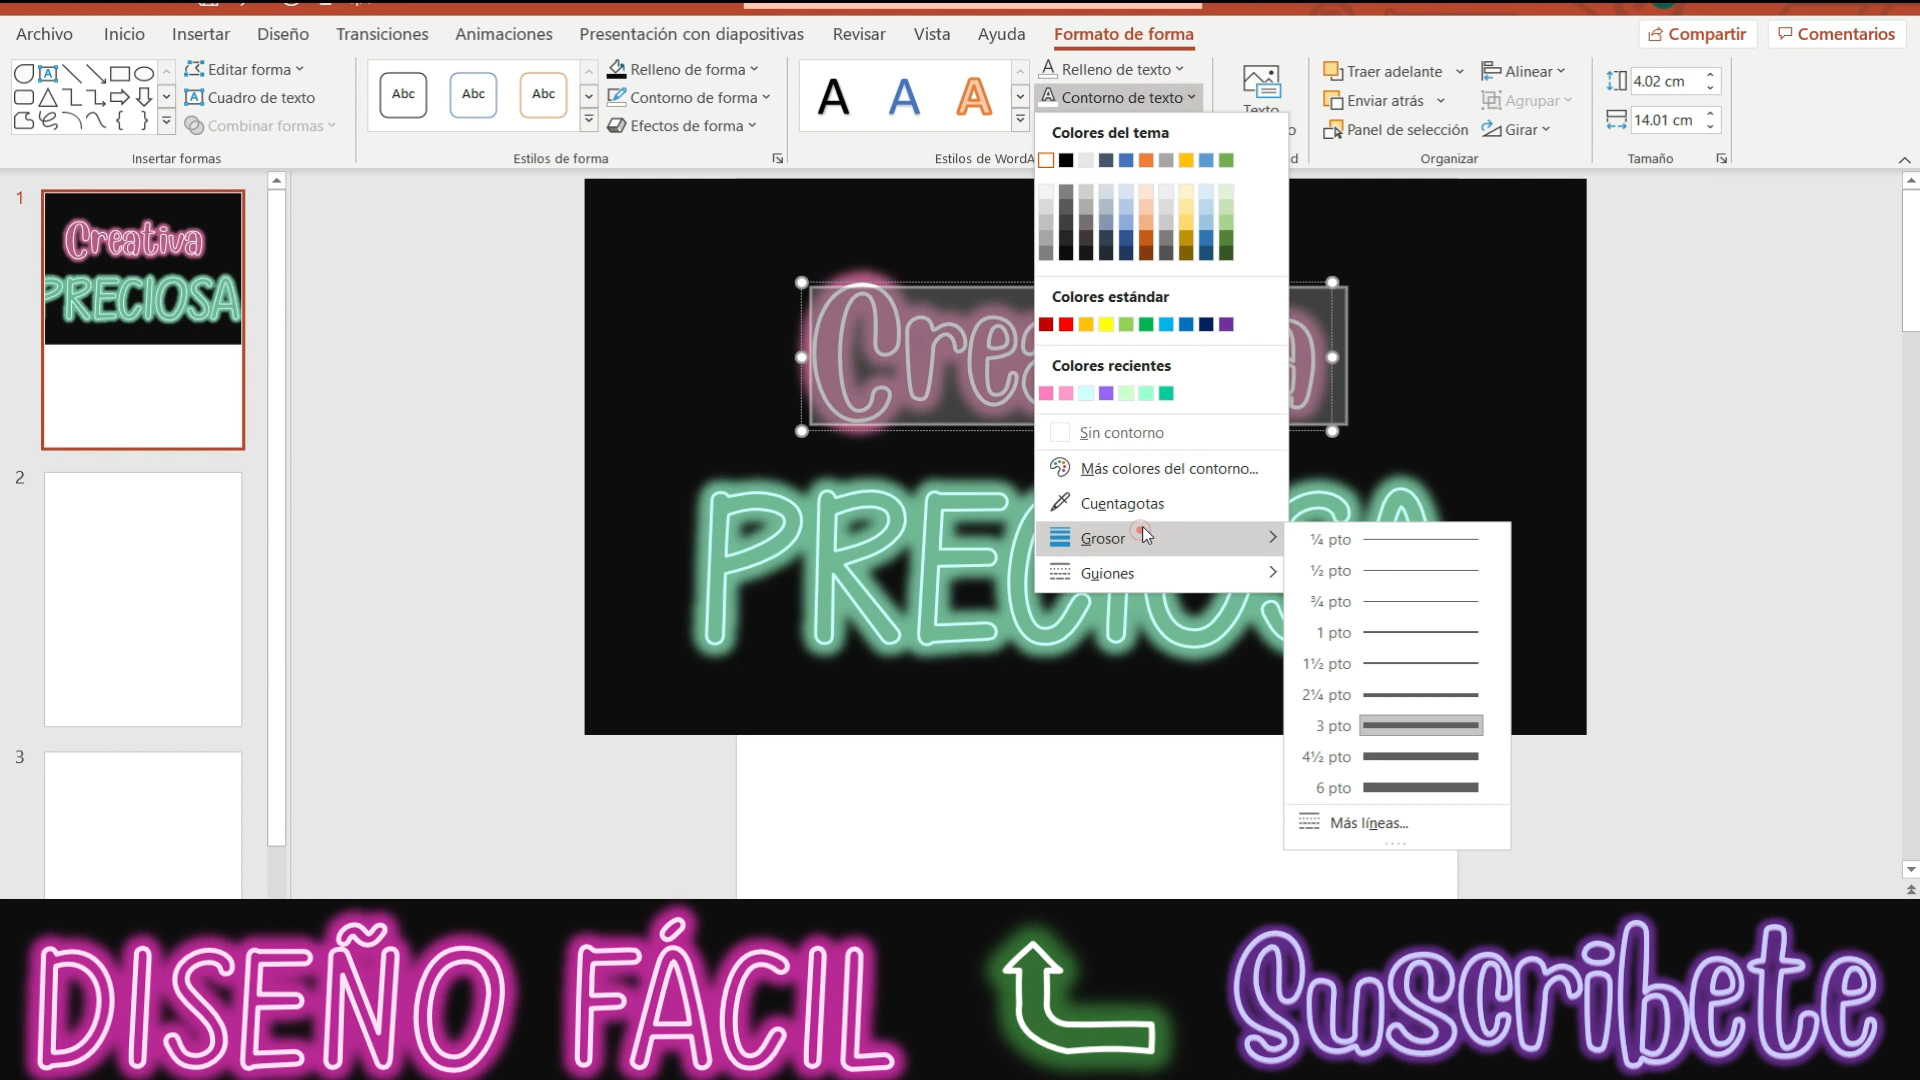 Archivo Inicio Insertar Diseño Transiciones Animaciones Presentación con diapositivas Revisar Vista Ayuda Formato de forma Compartir Comentarios
Editar forma
Cuadro de texto
Combinar formas
Insertar formas
Abc Abc Abc
Relleno de forma
Contorno de forma
Efectos de forma
Estilos de forma
A A A
Relleno de texto
Contorno de texto
Estilos de WordA
Texto
Traer adelante
Enviar atrás
Panel de selección
Alinear
Agrupar
Girar
Organizar
4.02 cm
14.01 cm
Tamaño
1
Creativa
PRECIOSA
2
3
Crea
PRECIOSA
Colores del tema
Colores estándar
Colores recientes
Sin contorno
Más colores del contorno...
Cuentagotas
Grosor
Guiones
¼ pto
½ pto
¾ pto
1 pto
1½ pto
2¼ pto
3 pto
4½ pto
6 pto
Más líneas...
DISEÑO FÁCIL Suscribete